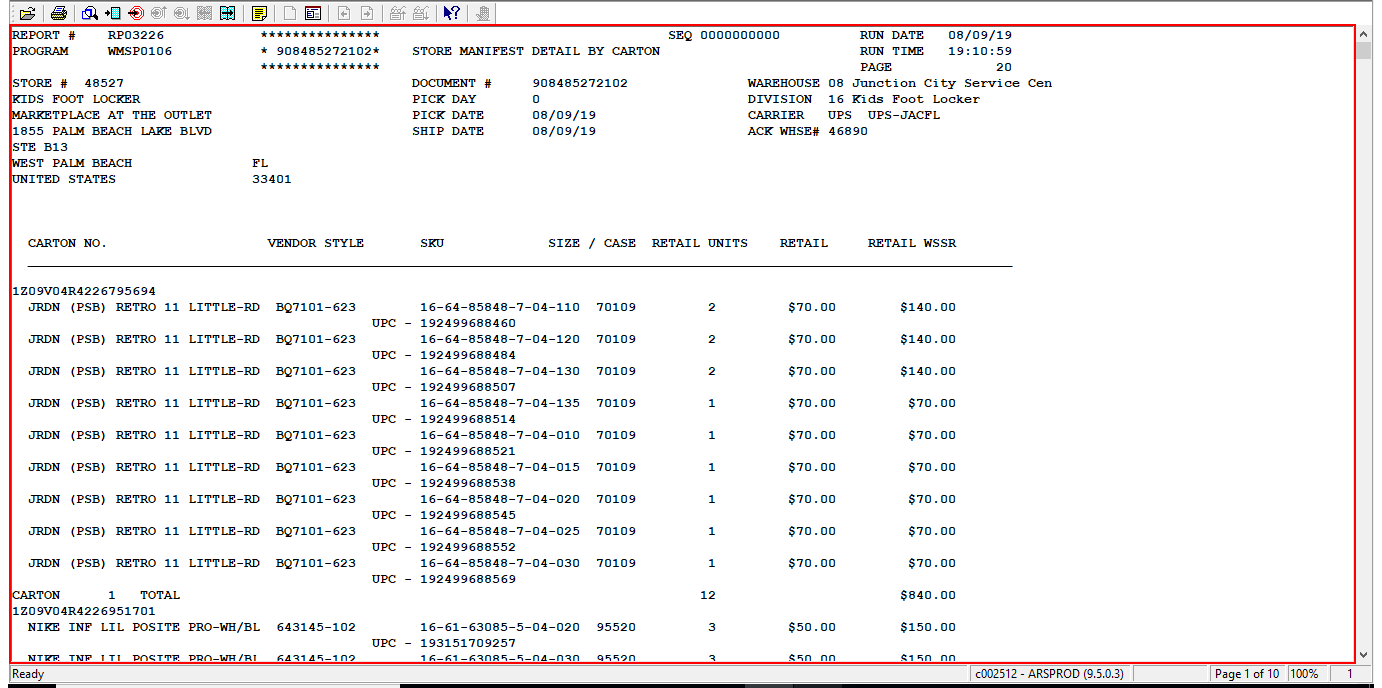 REPORT #    RP03226            ***************                                    SEQ 0000000000          RUN DATE   08/09/19
PROGRAM     WMSP0106           * 908485272102*    STORE MANIFEST DETAIL BY CARTON                         RUN TIME  19:10:59
***************                                                            PAGE             20
STORE #  48527                                    DOCUMENT #     908485272102               WAREHOUSE 08 Junction City Service Cen
KIDS FOOT LOCKER                                  PICK DAY       0                          DIVISION  16 Kids Foot Locker
MARKETPLACE AT THE OUTLET                         PICK DATE      08/09/19                   CARRIER   UPS  UPS-JACFL
1855 PALM BEACH LAKE BLVD                         SHIP DATE      08/09/19                   ACK WHSE# 46890
STE B13
WEST PALM BEACH               FL
UNITED STATES                 33401
CARTON NO.                    VENDOR STYLE       SKU             SIZE / CASE  RETAIL UNITS    RETAIL     RETAIL WSSR
1Z09V04R4226795694
JRDN (PSB) RETRO 11 LITTLE-RD  BQ7101-623        16-64-85848-7-04-110  70109         2         $70.00        $140.00
UPC - 192499688460
JRDN (PSB) RETRO 11 LITTLE-RD  BQ7101-623        16-64-85848-7-04-120  70109         2         $70.00        $140.00
UPC - 192499688484
JRDN (PSB) RETRO 11 LITTLE-RD  BQ7101-623        16-64-85848-7-04-130  70109         2         $70.00        $140.00
UPC - 192499688507
JRDN (PSB) RETRO 11 LITTLE-RD  BQ7101-623        16-64-85848-7-04-135  70109         1         $70.00         $70.00
UPC - 192499688514
JRDN (PSB) RETRO 11 LITTLE-RD  BQ7101-623        16-64-85848-7-04-010  70109         1         $70.00         $70.00
UPC - 192499688521
JRDN (PSB) RETRO 11 LITTLE-RD  BQ7101-623        16-64-85848-7-04-015  70109         1         $70.00         $70.00
UPC - 192499688538
JRDN (PSB) RETRO 11 LITTLE-RD  BQ7101-623        16-64-85848-7-04-020  70109         1         $70.00         $70.00
UPC - 192499688545
JRDN (PSB) RETRO 11 LITTLE-RD  BQ7101-623        16-64-85848-7-04-025  70109         1         $70.00         $70.00
UPC - 192499688552
JRDN (PSB) RETRO 11 LITTLE-RD  BQ7101-623        16-64-85848-7-04-030  70109         1         $70.00         $70.00
UPC - 192499688569
CARTON      1   TOTAL                                                                 12                      $840.00
1Z09V04R4226951701
NIKE INF LIL POSITE PRO-WH/BL  643145-102        16-61-63085-5-04-020  95520         3         $50.00        $150.00
UPC - 193151709257
NIKE INF LIL POSITE PRO-WH/BL  643145-102        16-61-63085-5-04-030  95520         3         $50.00        $150.00
Ready     c002512 - ARSPROD (9.5.0.3)     Page 1 of 10     100%     1